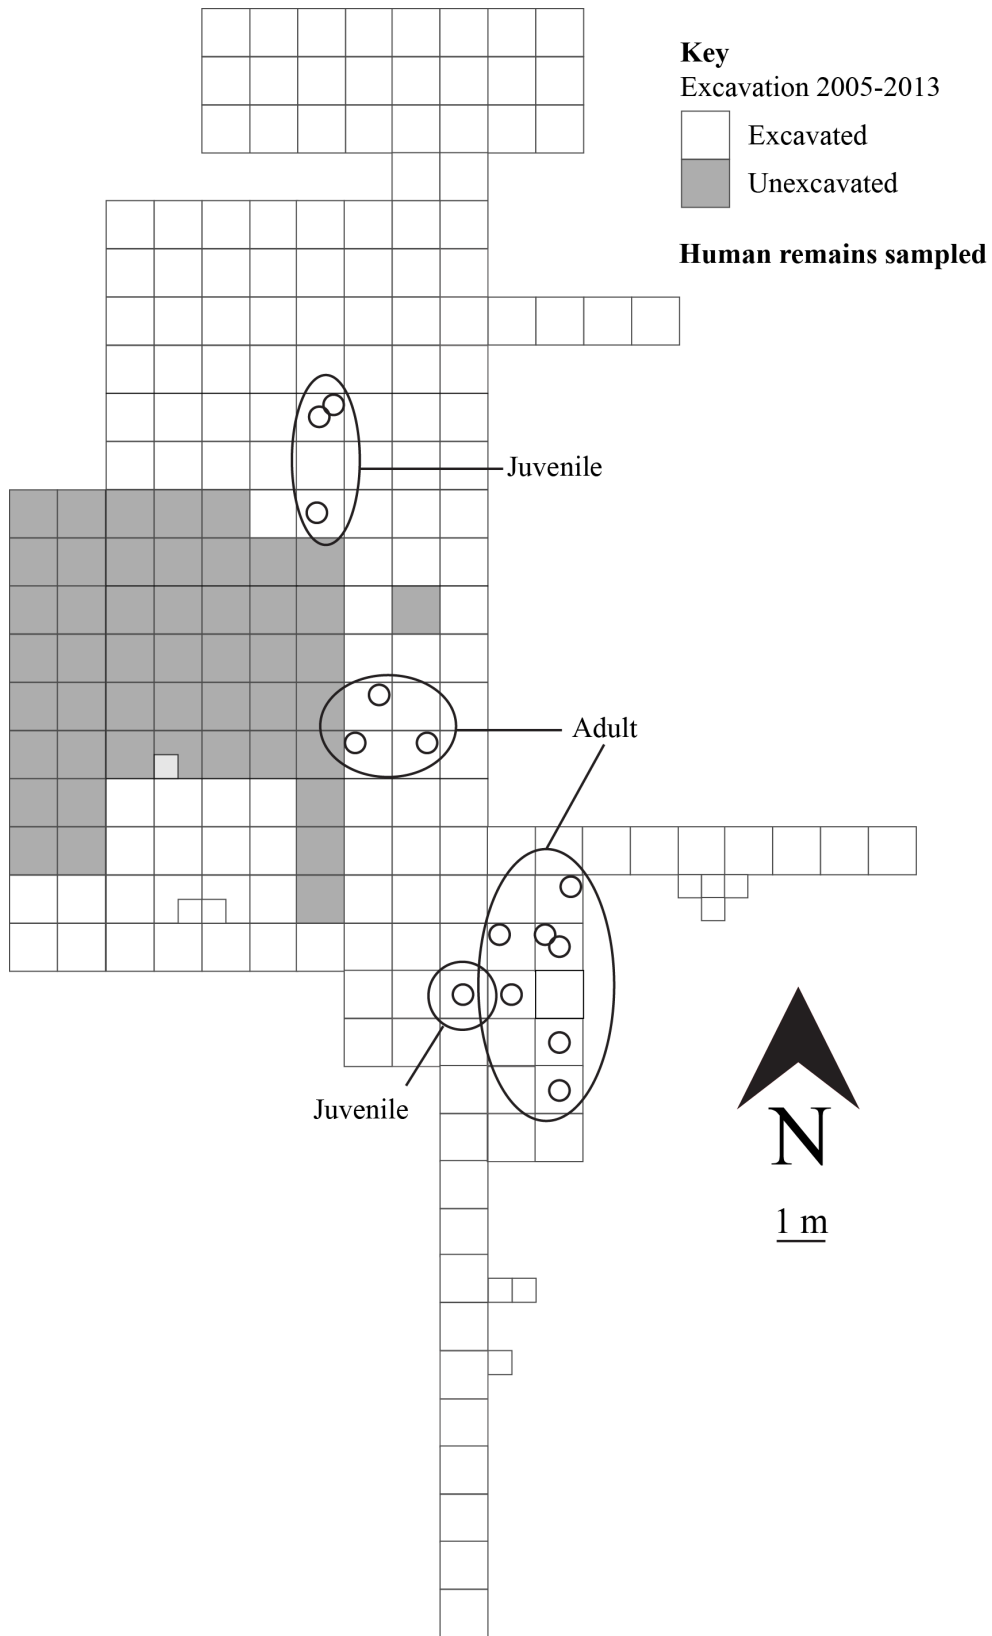 Key
Excavation 2005-2013
Excavated
Unexcavated
Human remains sampled
Juvenile
Adult
Juvenile
N
1 m